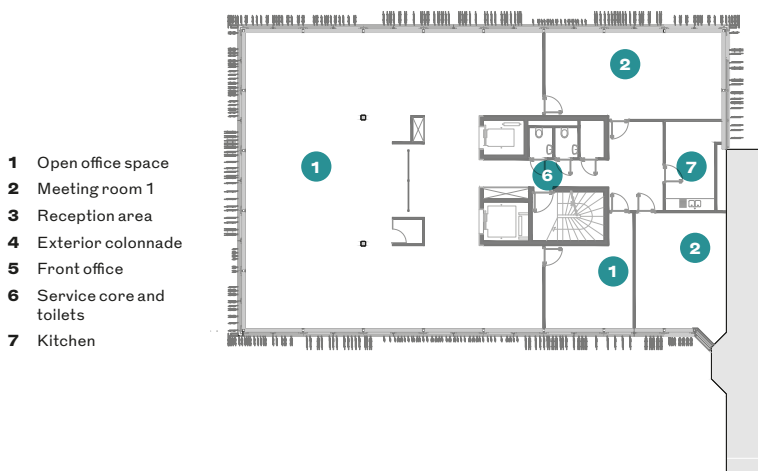 1 Open office space
2 Meeting room 1
3 Reception area
4 Exterior colonnade
5 Front office
6 Service core and
toilets
7 Kitchen
2
1
6
7
2
1